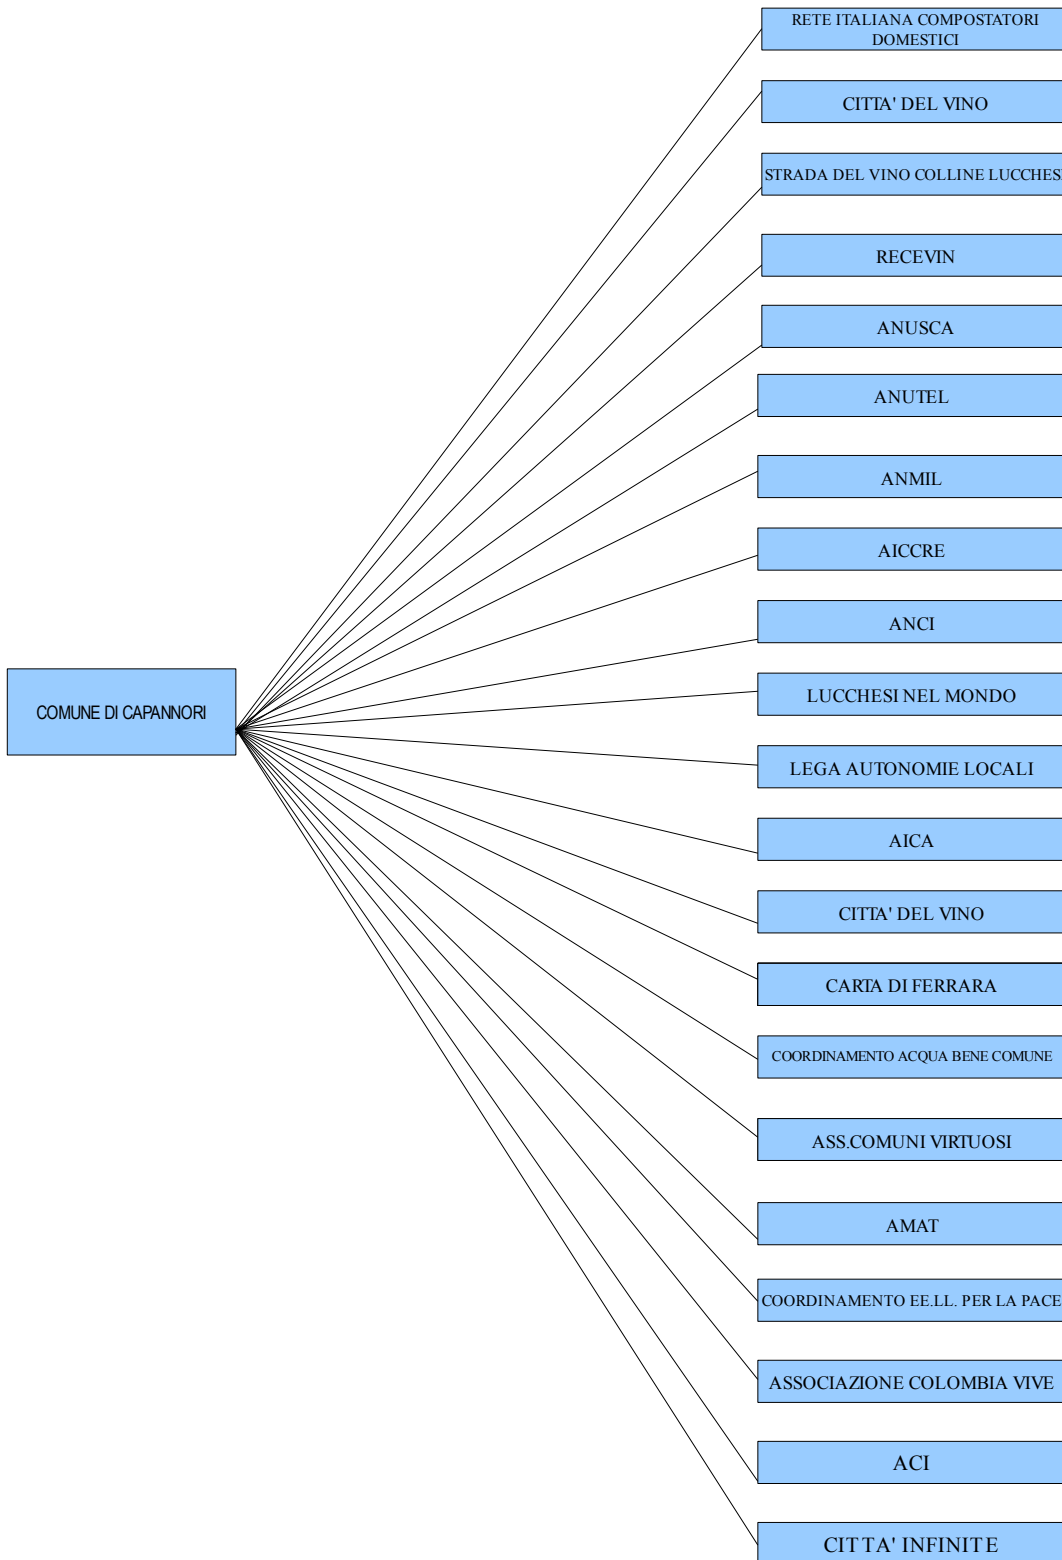 RETE ITALIANA COMPOSTATORI
DOMESTICI
CITTA' DEL VINO
STRADA DEL VINO COLLINE LUCCHESI
RECEVIN
ANUSCA
ANUTEL
ANMIL
AICCRE
ANCI
COMUNE DI CAPANNORI
LUCCHESI NEL MONDO
LEGA AUTONOMIE LOCALI
AICA
CITTA' DEL VINO
CARTA DI FERRARA
COORDINAMENTO ACQUA BENE COMUNE
ASS.COMUNI VIRTUOSI
AMAT
COORDINAMENTO EE.LL. PER LA PACE
ASSOCIAZIONE COLOMBIA VIVE
ACI
CITTA' INFINITE